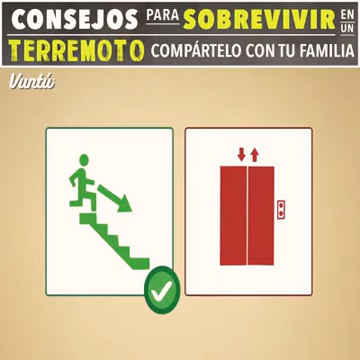 CONSEJOS PARA SOBREVIVIR EN UN
TERREMOTO COMPÁRTELO CON TU FAMILIA
Vuntú